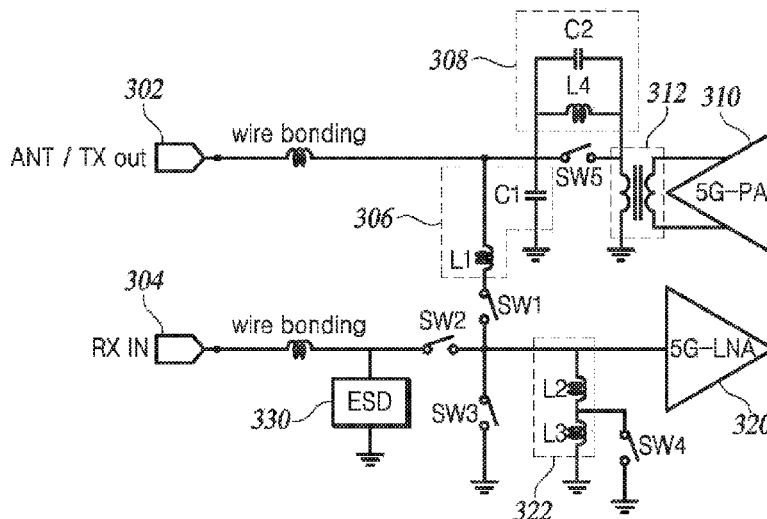 C2
308
L4
312
310
302
wire bonding
ANT / TX out
SW5
5G-PA
C1
306
L1
304
SW1
wire bonding
SW2
RX IN
5G-LNA
ESD
330
SW3
L2
L3
SW4
320
322